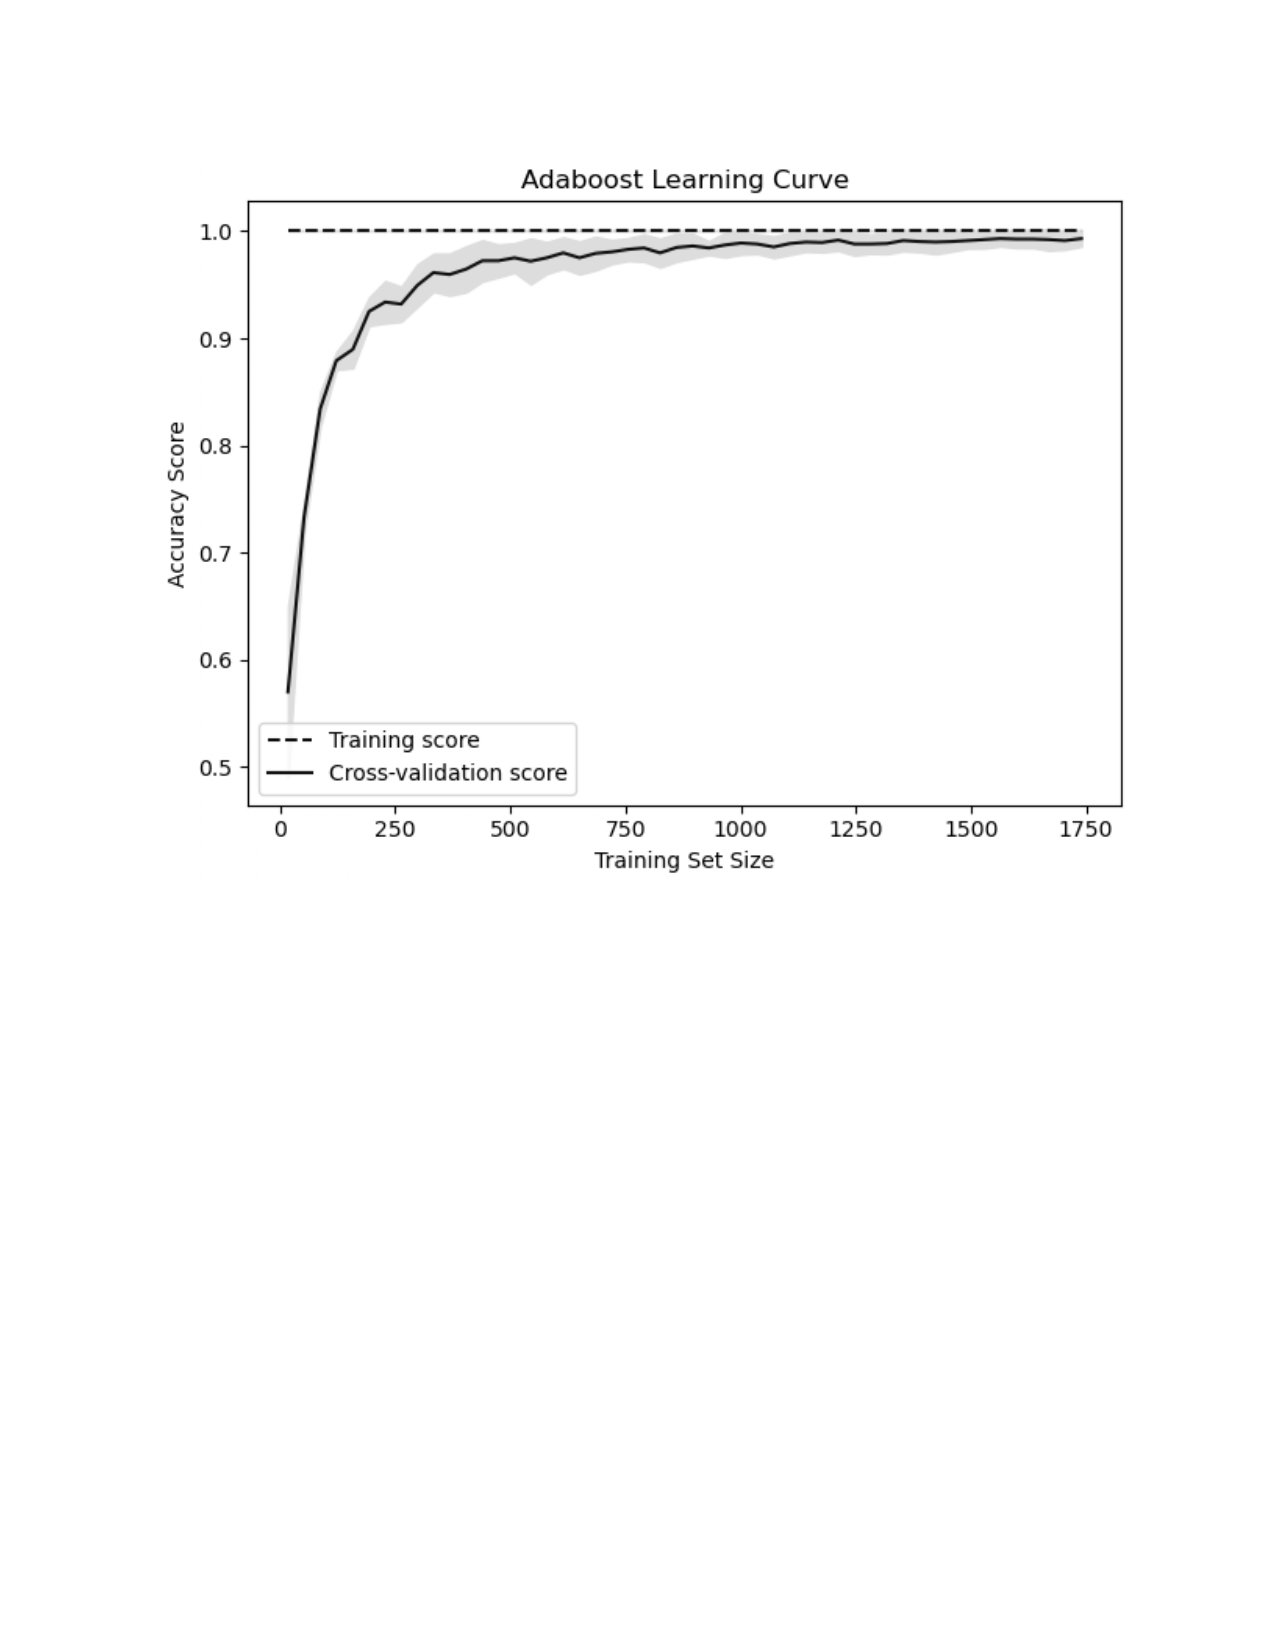 Adaboost Learning Curve
1.0
0.9
0.8
0.7
0.6
0.5
Accuracy Score
Training score
Cross-validation score
0 250 500 750 1000 1250 1500 1750
Training Set Size